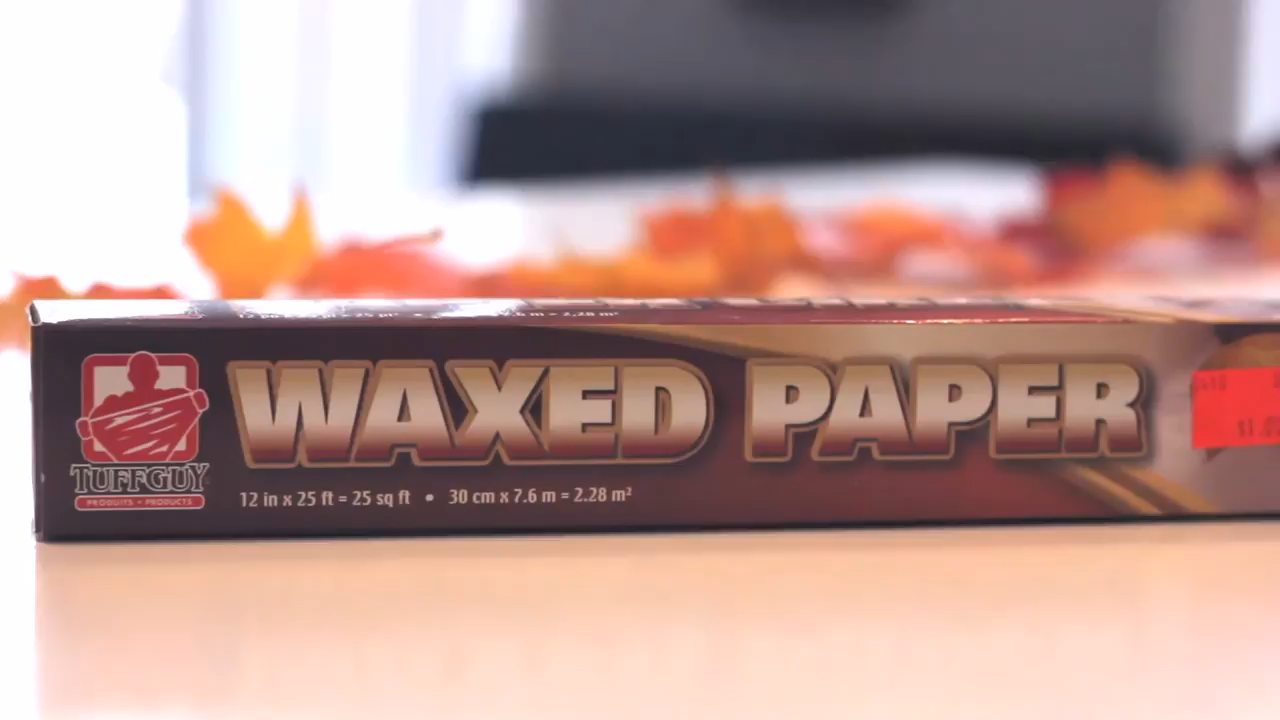 WAXED PAPER
TUFFGUY
PRODUITS • PRODUCTS
12 in x 25 ft = 25 sq ft • 30 cm x 7.6 m = 2.28 m²